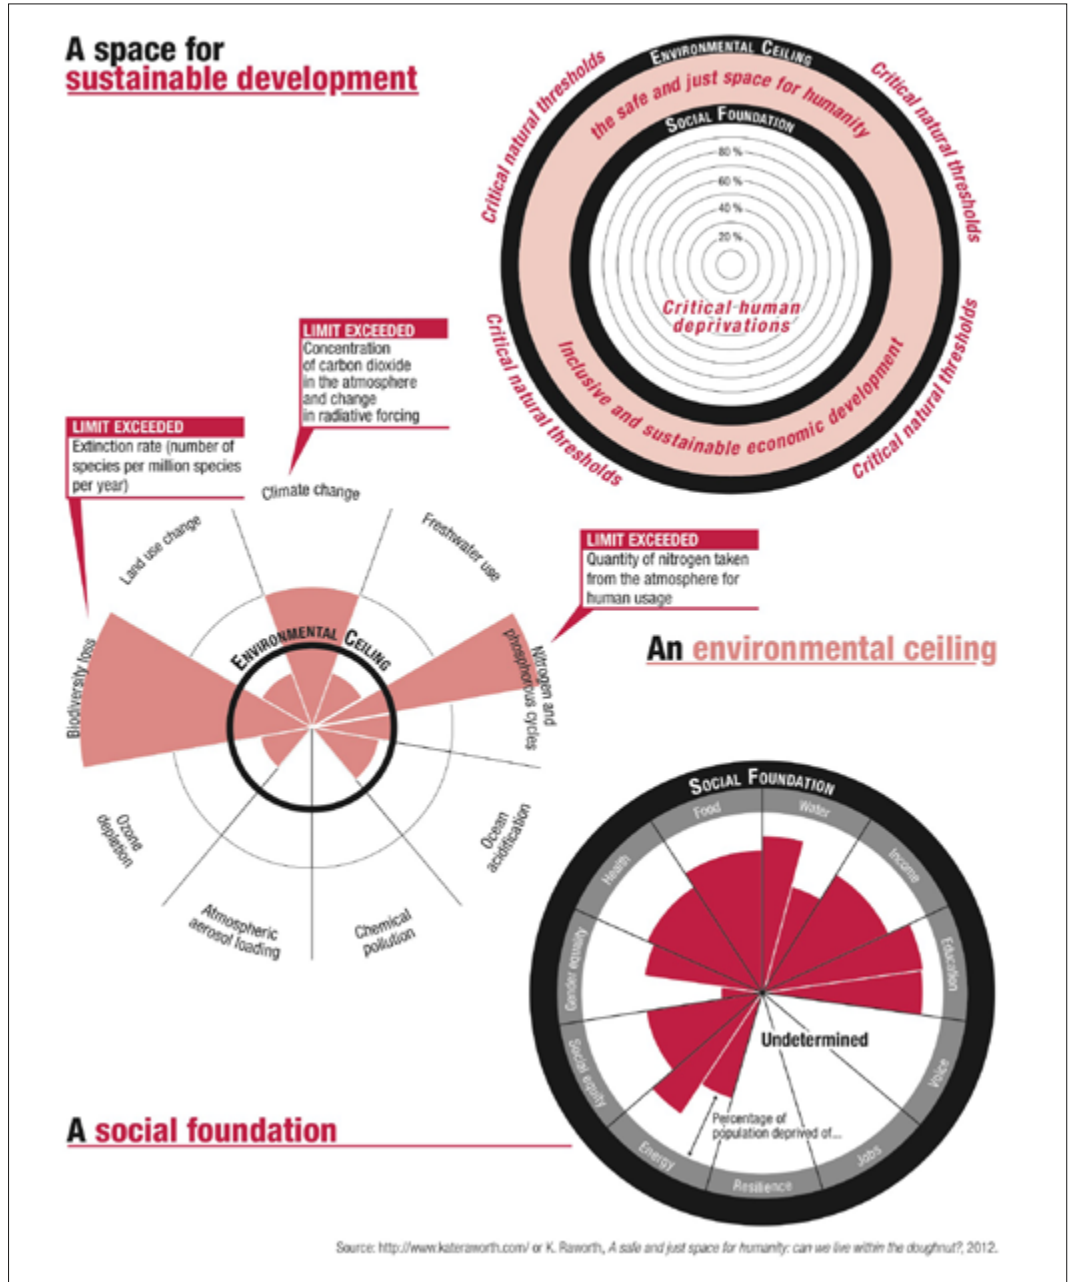 A space for
sustainable development
ENVIRONMENTAL CEILING
the safe and just space for humanity
SOCIAL FOUNDATION
80 %
60 %
40 %
20 %
Critical human
deprivations
Inclusive and sustainable economic development
Critical natural thresholds
Critical natural thresholds
Critical natural thresholds
Critical natural thresholds
LIMIT EXCEEDED
Concentration
of carbon dioxide
in the atmosphere
and change
in radiative forcing
LIMIT EXCEEDED
Extinction rate (number of
species per million species
per year)
LIMIT EXCEEDED
Quantity of nitrogen taken
from the atmosphere for
human usage
An environmental ceiling
ENVIRONMENTAL CEILING
Climate change
Freshwater use
Nitrogen and
phosphorous cycles
Ocean
acidification
Chemical
pollution
Atmospheric
aerosol loading
Ozone
depletion
Biodiversity loss
Land use change
SOCIAL FOUNDATION
Food
Water
Income
Education
Voice
Jobs
Resilience
Energy
Social equity
Gender equality
Health
Undetermined
Percentage of
population deprived of...
A social foundation
Source: http://www.kateraworth.com/ or K. Raworth, A safe and just space for humanity: can we live within the doughnut?, 2012.